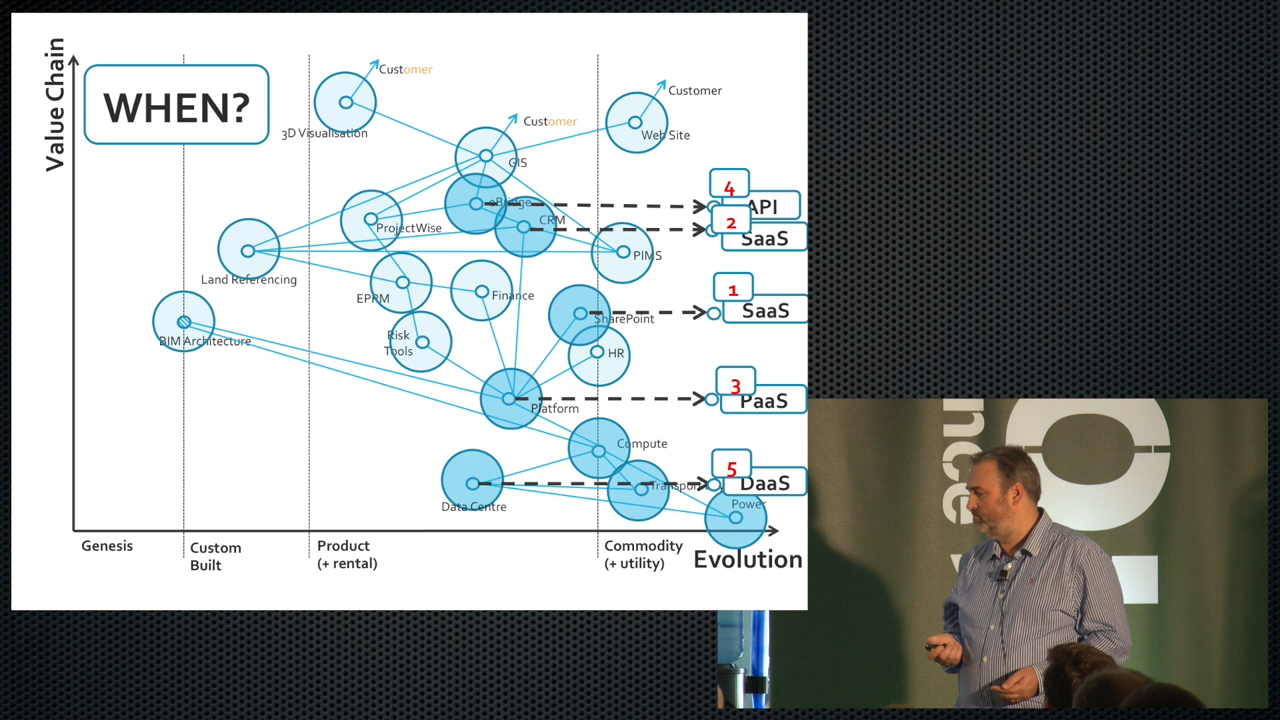 Value Chain
WHEN?
Customer
Customer
Customer
3D Visualisation
Web Site
GIS
eBridge
4
API
ProjectWise
CRM
2
SaaS
PIMS
Land Referencing
EPPM
Finance
1
SaaS
SharePoint
BIM Architecture
Risk
Tools
HR
3
PaaS
Platform
Compute
5
DaaS
Transport
Data Centre
Power
Genesis
Custom
Built
Product
(+ rental)
Commodity
(+ utility)
Evolution
nce